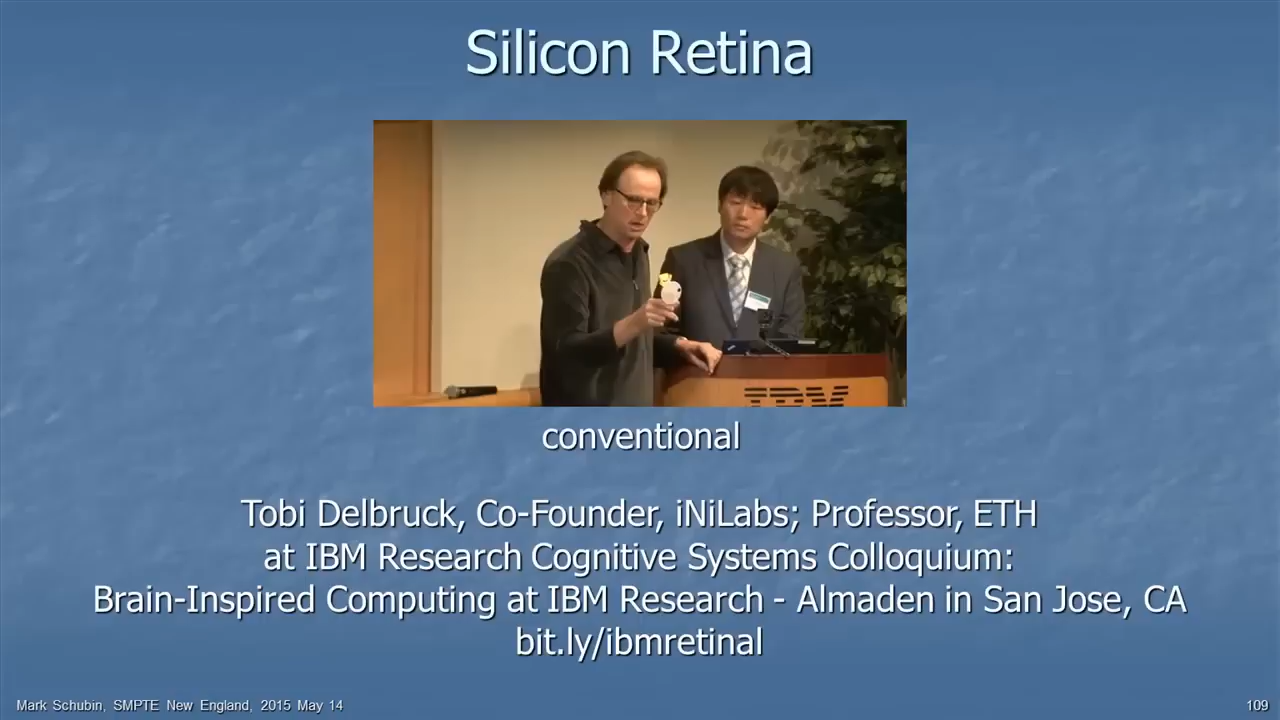 Silicon Retina
IBM
conventional
Tobi Delbruck, Co-Founder, iNiLabs; Professor, ETH
at IBM Research Cognitive Systems Colloquium:
Brain-Inspired Computing at IBM Research - Almaden in San Jose, CA
bit.ly/ibmretinal
Mark Schubin, SMPTE New England, 2015 May 14
109